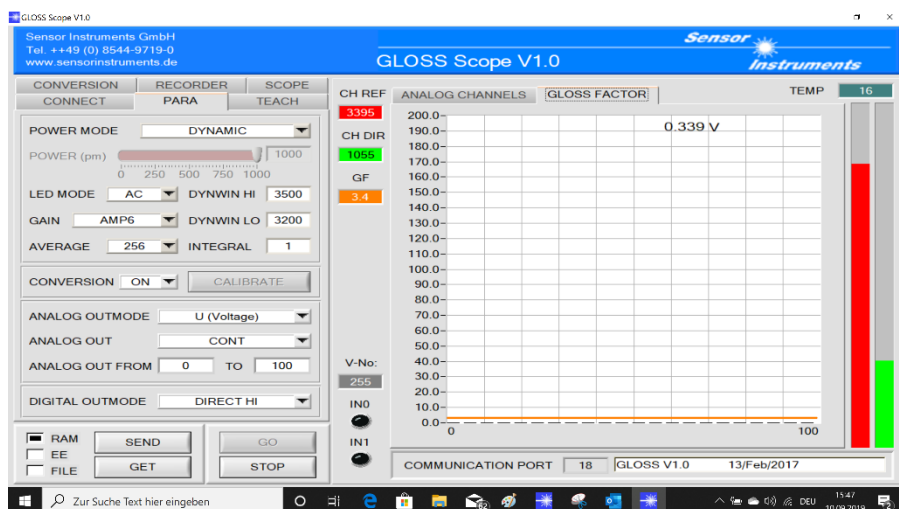 GLOSS Scope V1.0
Sensor Instruments GmbH
Tel. ++49 (0) 8544-9719-0
www.sensorinstruments.de
GLOSS Scope V1.0
Sensor
Instruments
CONVERSION RECORDER SCOPE
CONNECT PARA TEACH
POWER MODE DYNAMIC
POWER (pm) 1000
0 250 500 750 1000
LED MODE AC DYNWIN HI 3500
GAIN AMP6 DYNWIN LO 3200
AVERAGE 256 INTEGRAL 1
CONVERSION ON CALIBRATE
ANALOG OUTMODE U (Voltage)
ANALOG OUT CONT
ANALOG OUT FROM 0 TO 100
DIGITAL OUTMODE DIRECT HI
RAM
EE
FILE
SEND GO
GET STOP
CH REF
3395
CH DIR
1055
GF
3.4
V-No:
255
IN0
IN1
ANALOG CHANNELS GLOSS FACTOR TEMP 16
0.339 V
200.0
190.0
180.0
170.0
160.0
150.0
140.0
130.0
120.0
110.0
100.0
90.0
80.0
70.0
60.0
50.0
40.0
30.0
20.0
10.0
0.0
0 100
COMMUNICATION PORT 18 GLOSS V1.0 13/Feb/2017
Zur Suche Text hier eingeben
62
DEU
15:47
10.09.2019
2